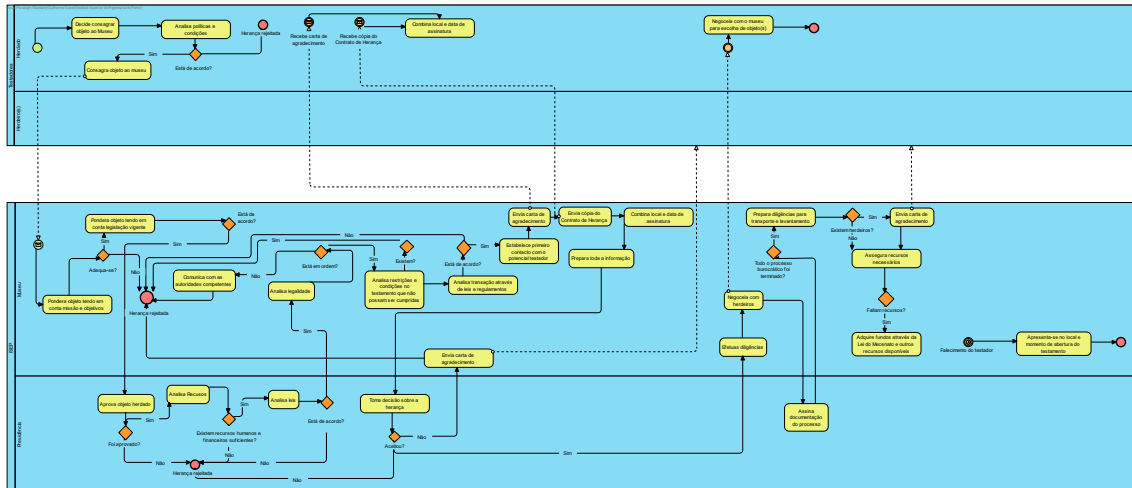 Testadores
Herdado
Decide consagrar
objeto ao Museu
Analisa políticas e
condições
Herança rejeitada
Sim
Está de acordo?
Consagra objeto ao museu
Recebe carta de
agradecimento
Recebe cópia do
Contrato de Herança
Combina local e data de
assinatura
Negoceia com o museu
para escolha de objeto(s)
Herdeiro(s)
ISEP
Museu
Pondera objeto tendo em
conta legislação vigente
Está de
acordo?
Sim
Sim
Adequa-se?
Não
Pondera objeto tendo em
conta missão e objetivos
Herança rejeitada
Comunica com as
autoridades competentes
Não
Está em ordem?
Analisa legalidade
Sim
Não
Sim
Existem?
Analisa restrições e
condições no
testamento que não
possam ser cumpridas
Está de acordo?
Sim
Analisa transação através
de leis e regulamentos
Estabelece primeiro
contacto com o
potencial testador
Envia carta de
agradecimento
Envia cópia do
Contrato de Herança
Combina local e data de
assinatura
Prepara toda a informação
Envia carta de
agradecimento
Prepara diligências para
transporte e levantamento
Sim
Todo o processo
burocrático foi
terminado?
Existem herdeiros?
Sim
Não
Envia carta de
agradecimento
Assegura recursos
necessários
Faltam recursos?
Sim
Adquire fundos através da
Lei do Mecenato e outros
recursos disponíveis
Negoceia com
herdeiros
Efetuas diligências
Falecimento do testador
Apresenta-se no local e
momento de abertura do
testamento
Presidência
Aprova objeto herdado
Sim
Foi aprovado?
Não
Analisa Recursos
Existem recursos humanos e
financeiros suficientes?
Sim
Não
Analisa leis
Está de acordo?
Não
Herança rejeitada
Não
Toma decisão sobre a
herança
Aceitou?
Não
Sim
Assina
documentação
do processo